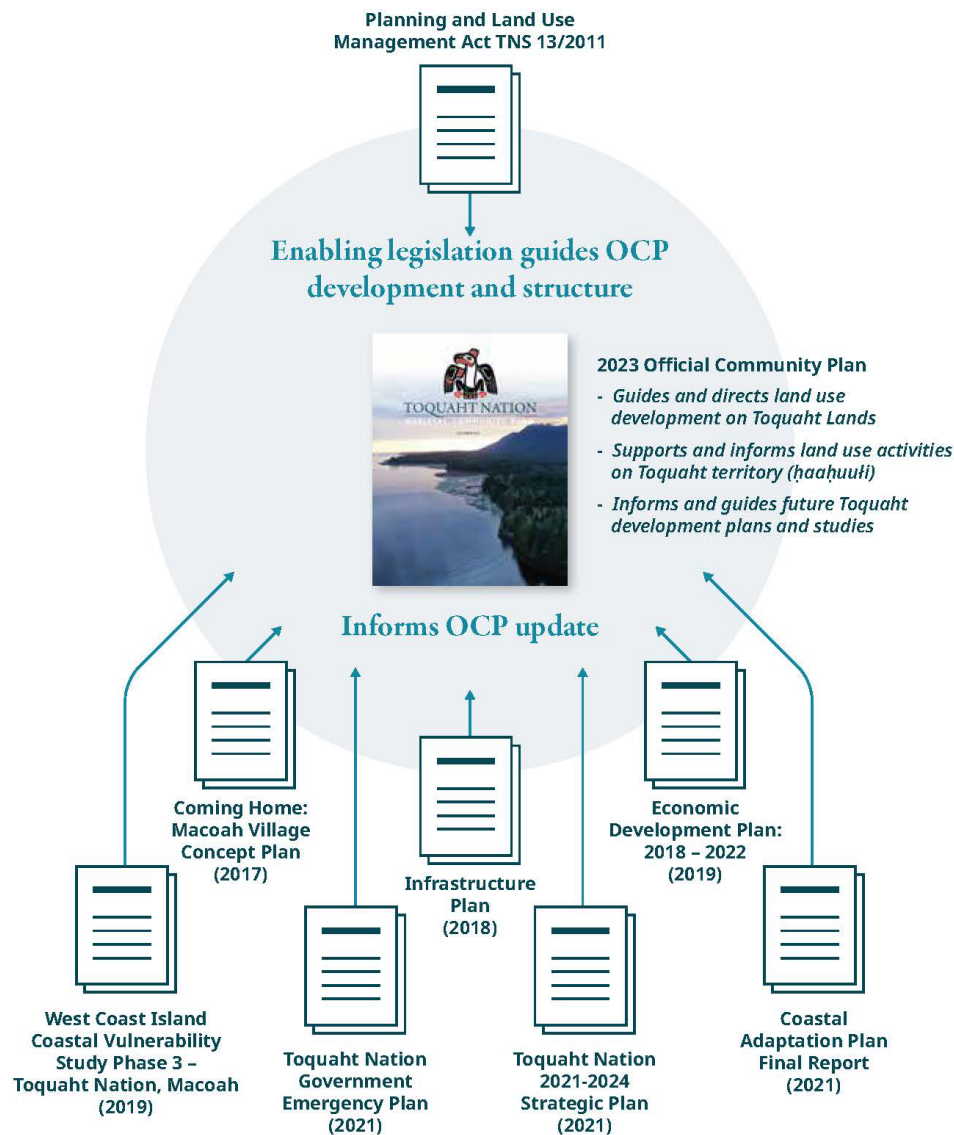 Planning and Land Use
Management Act TNS 13/2011
Enabling legislation guides OCP
development and structure
TOQUAHT NATION
2023 Official Community Plan
- Guides and directs land use
development on Toquaht Lands
- Supports and informs land use activities
on Toquaht territory (ḥaaḥuułi)
- Informs and guides future Toquaht
development plans and studies
Informs OCP update
Coming Home:
Macoah Village
Concept Plan
(2017)
Economic
Development Plan:
2018 – 2022
(2019)
Infrastructure
Plan
(2018)
West Coast Island
Coastal Vulnerability
Study Phase 3 –
Toquaht Nation, Macoah
(2019)
Toquaht Nation
Government
Emergency Plan
(2021)
Toquaht Nation
2021-2024
Strategic Plan
(2021)
Coastal
Adaptation Plan
Final Report
(2021)